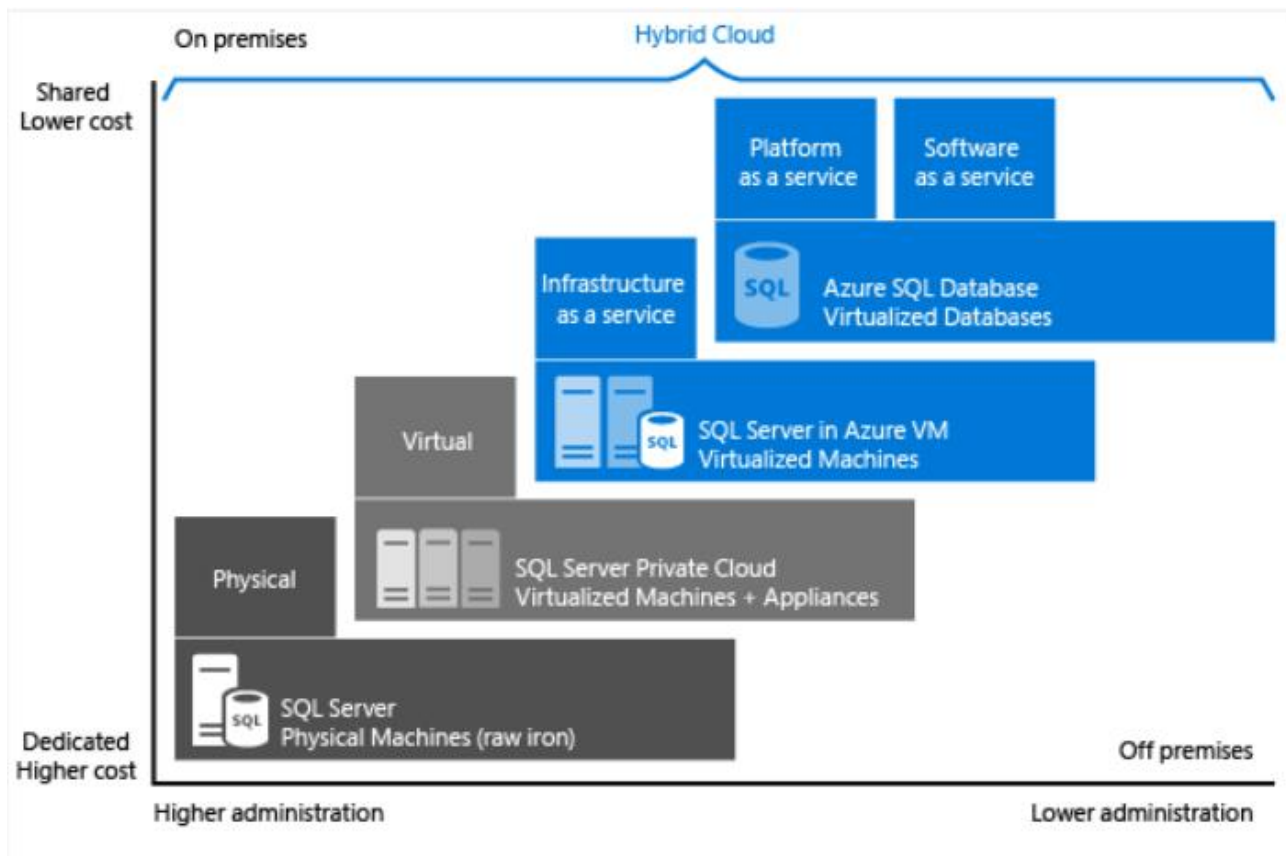 On premises
Hybrid Cloud
Shared
Lower cost
Platform
as a service
Software
as a service
Infrastructure
as a service
SQL
Azure SQL Database
Virtualized Databases
Virtual
SQL
SQL Server in Azure VM
Virtualized Machines
Physical
SQL Server Private Cloud
Virtualized Machines + Appliances
SQL
SQL Server
Physical Machines (raw iron)
Dedicated
Higher cost
Off premises
Higher administration
Lower administration